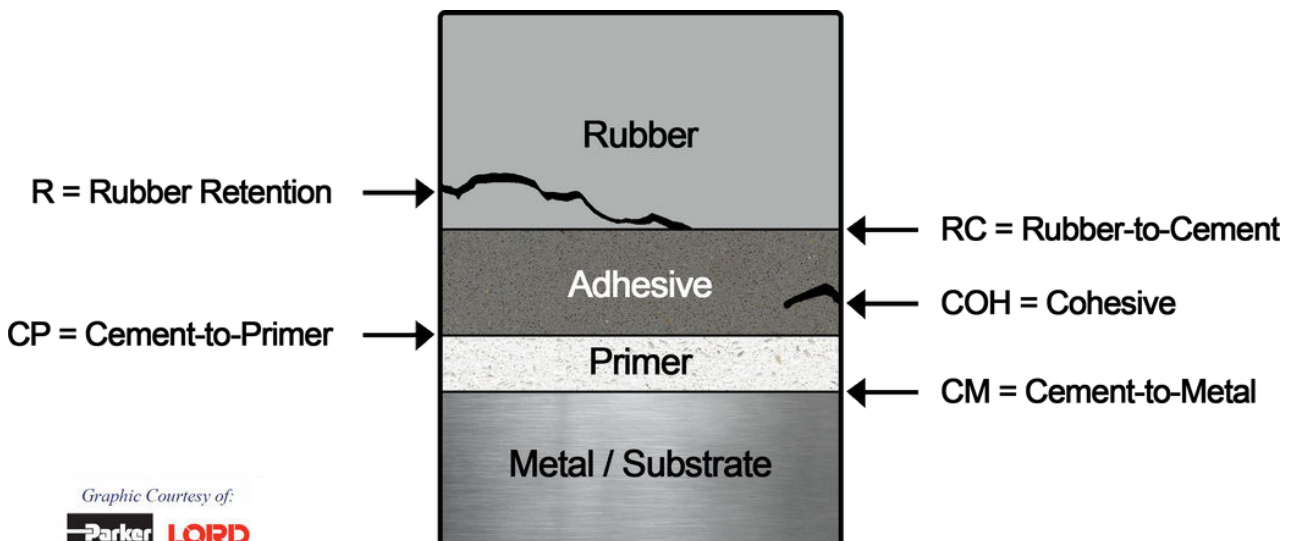 Rubber
R = Rubber Retention
RC = Rubber-to-Cement
Adhesive
COH = Cohesive
CP = Cement-to-Primer
Primer
CM = Cement-to-Metal
Metal / Substrate
Graphic Courtesy of:
Parker LORD